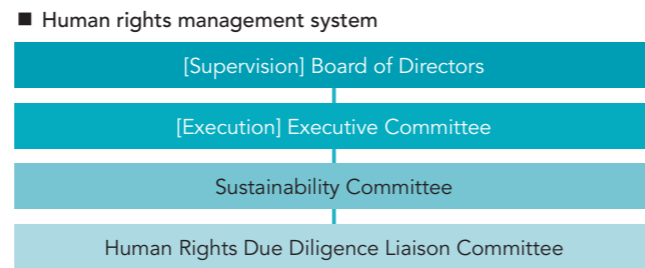 ■ Human rights management system
[Supervision] Board of Directors
[Execution] Executive Committee
Sustainability Committee
Human Rights Due Diligence Liaison Committee